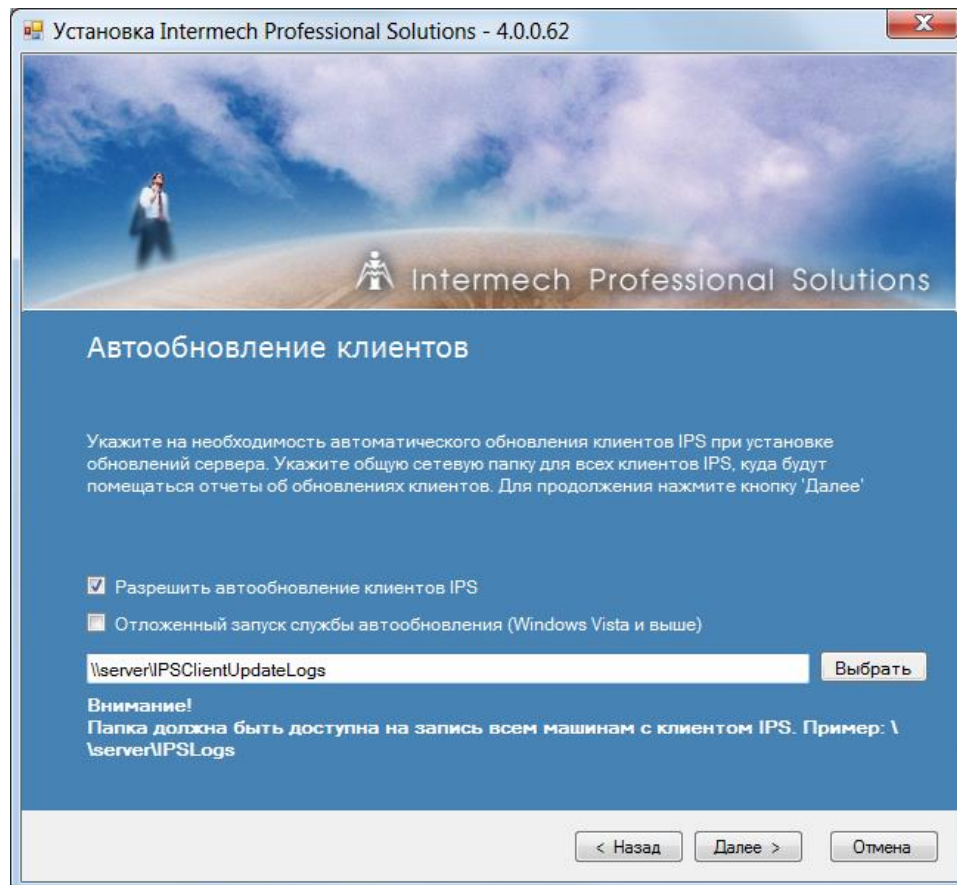 Установка Intermech Professional Solutions - 4.0.0.62
Intermech Professional Solutions
Автообновление клиентов
Укажите на необходимость автоматического обновления клиентов IPS при установке
обновлений сервера. Укажите общую сетевую папку для всех клиентов IPS, куда будут
помещаться отчеты об обновлениях клиентов. Для продолжения нажмите кнопку 'Далее'
Разрешить автообновление клиентов IPS
Отложенный запуск службы автообновления (Windows Vista и выше)
\\server\IPSClientUpdateLogs
Выбрать
Внимание!
Папка должна быть доступна на запись всем машинам с клиентом IPS. Пример: \
\server\IPSLogs
< Назад
Далее >
Отмена